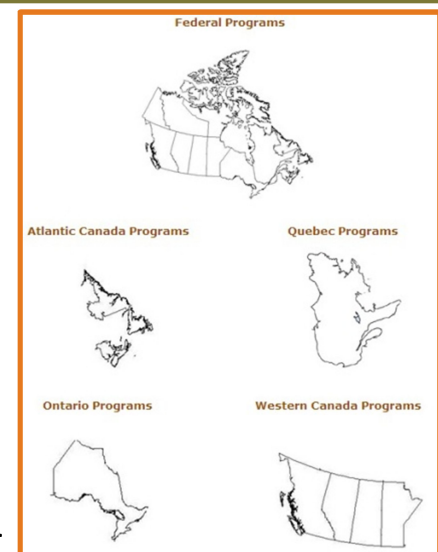 Federal Programs
Atlantic Canada Programs
Quebec Programs
Ontario Programs
Western Canada Programs
.